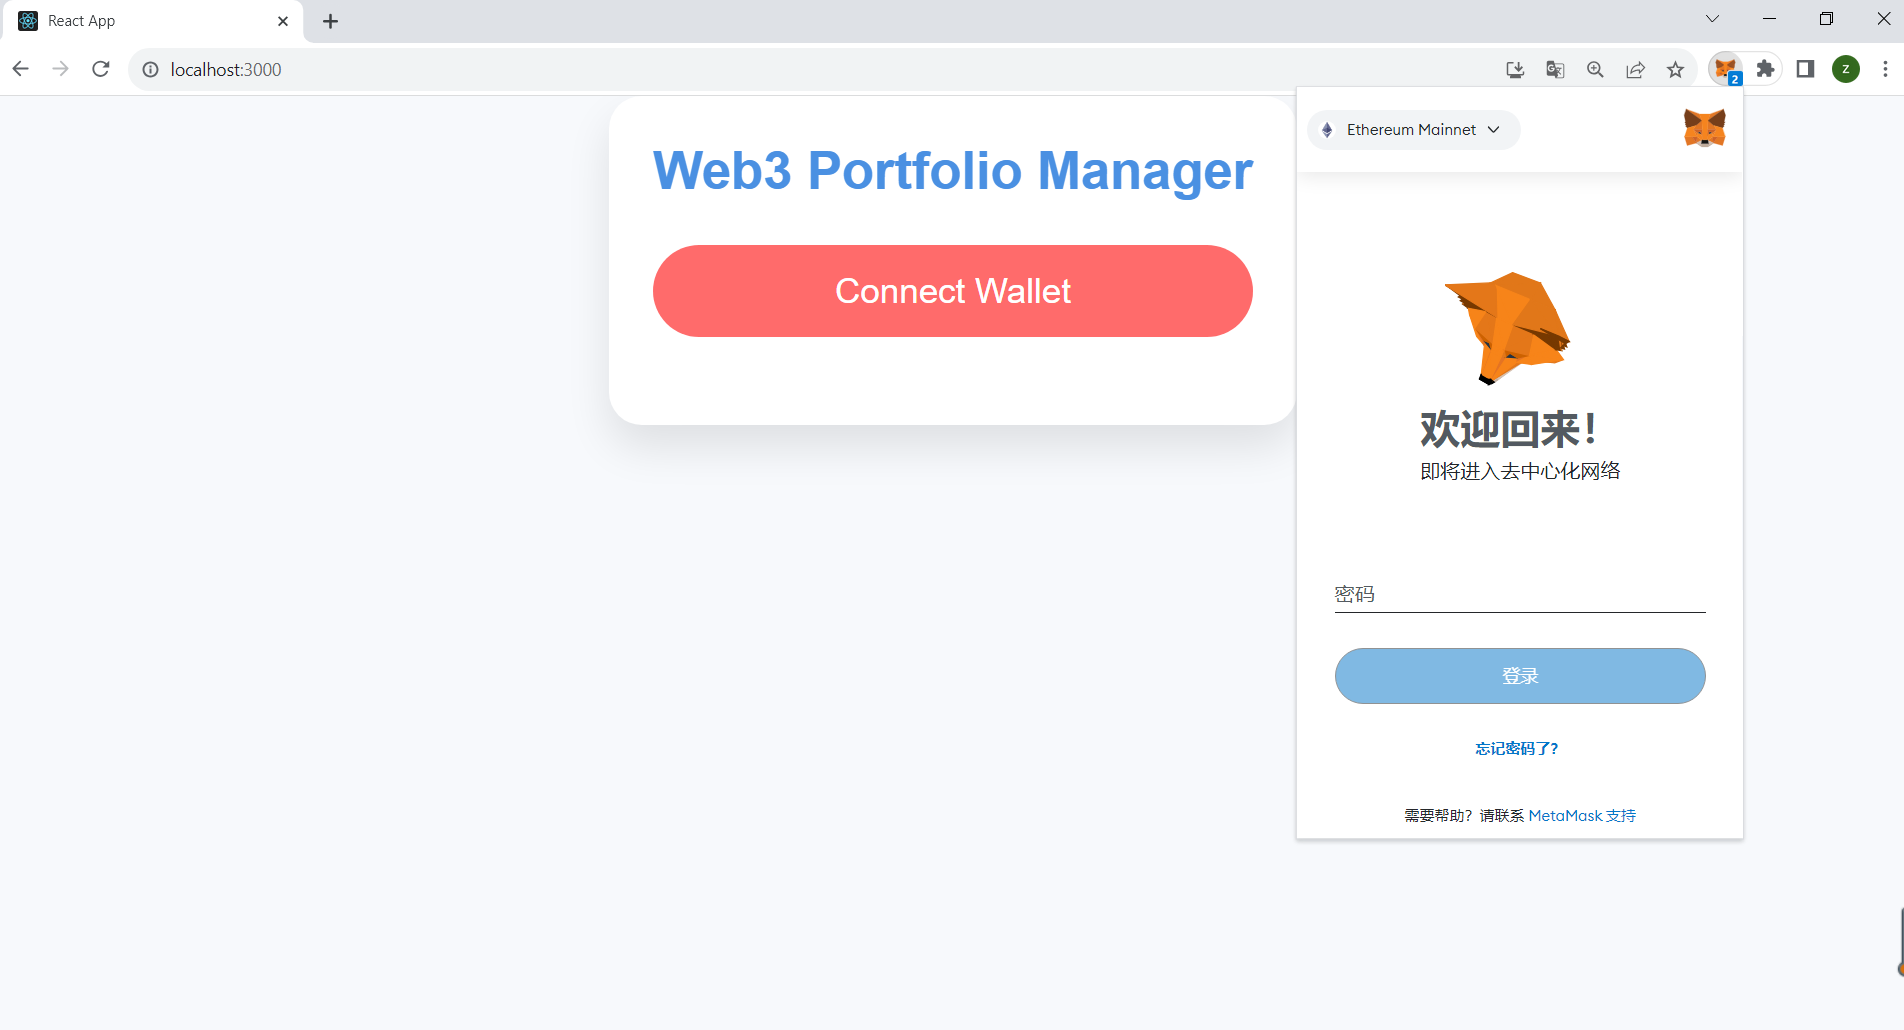 React App
localhost:3000
2
z
Ethereum Mainnet
Web3 Portfolio Manager
Connect Wallet
欢迎回来！
即将进入去中心化网络
密码
登录
忘记密码了？
需要帮助？请联系 MetaMask 支持